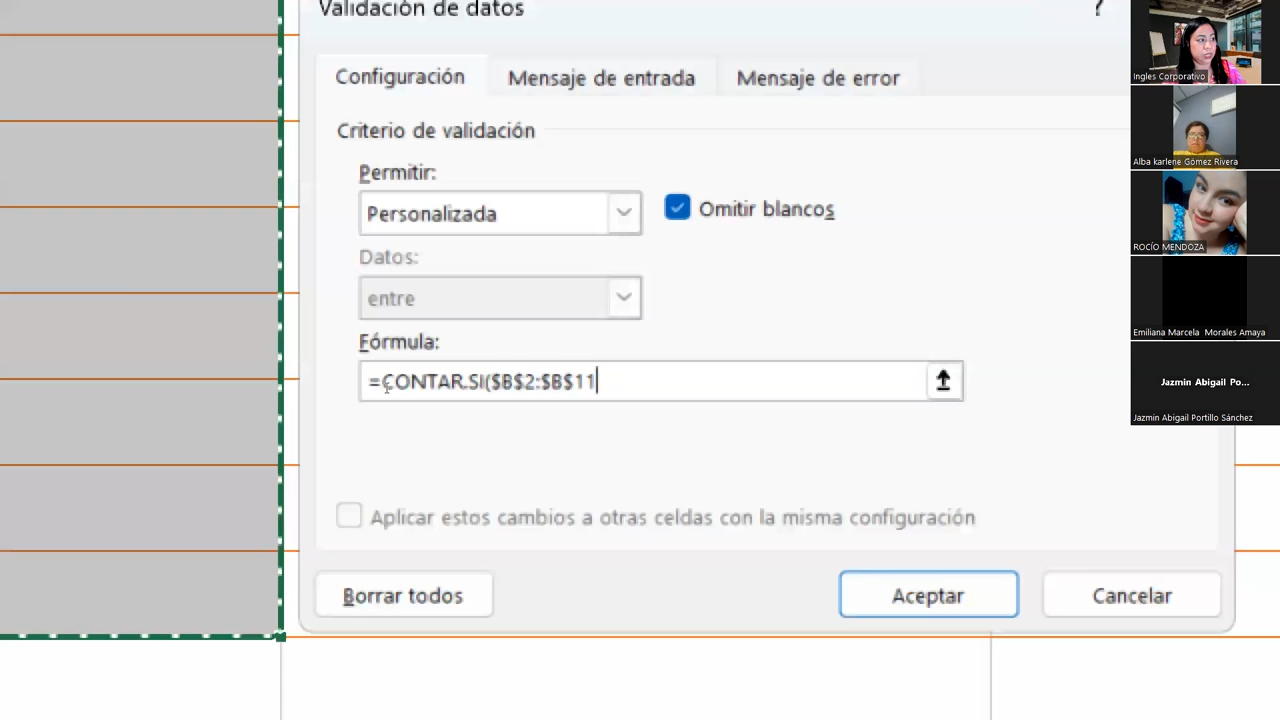 Validación de datos ?
Configuración Mensaje de entrada Mensaje de error
Criterio de validación
Permitir:
Personalizada Omitir blancos
Datos:
entre
Fórmula:
=CONTAR.SI($B$2:$B$11
Aplicar estos cambios a otras celdas con la misma configuración
Borrar todos Aceptar Cancelar
Ingles Corporativo
Alba karlene Gómez Rivera
ROCÍO MENDOZA
Emiliana Marcela Morales Amaya
Jazmin Abigail Po...
Jazmín Abigail Portillo Sánchez